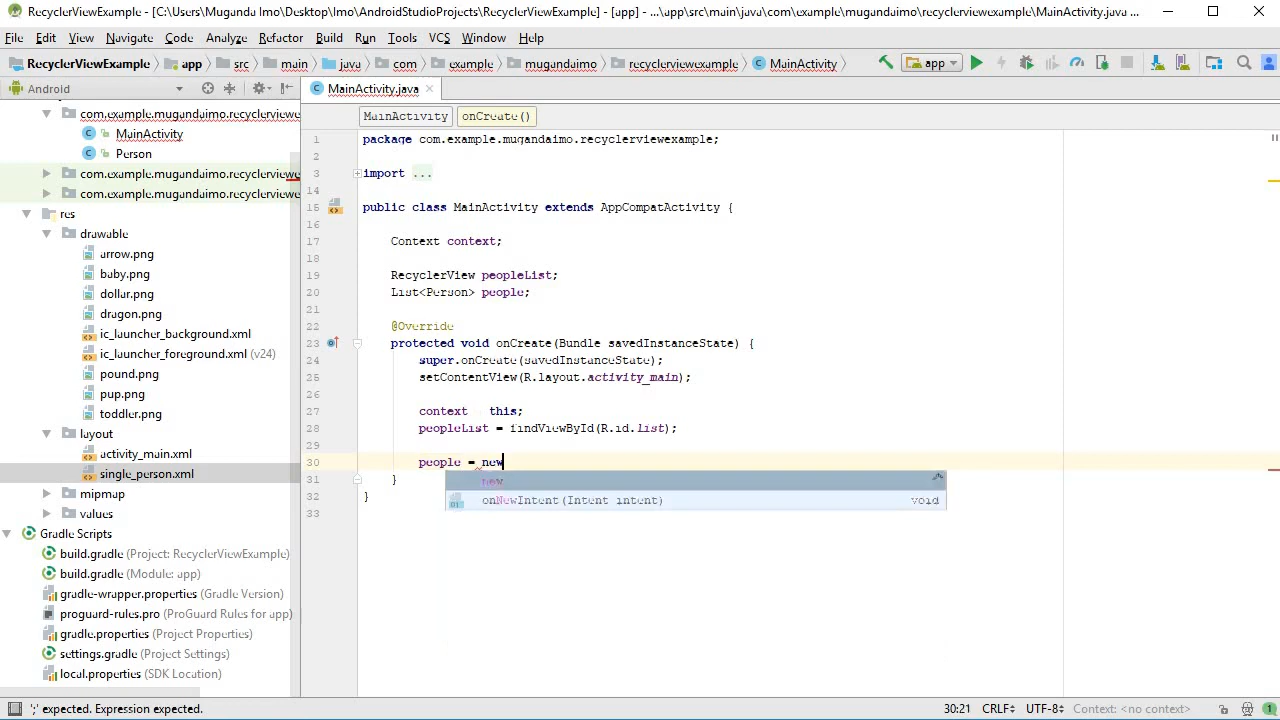 RecyclerViewExample - [C:\Users\Muganda Imo\Desktop\Imo\AndroidStudioProjects\RecyclerViewExample] - [app] - ...\app\src\main\java\com\example\mugandaimo\recyclerviewexample\MainActivity.java ...
File Edit View Navigate Code Analyze Refactor Build Run Tools VCS Window Help
RecyclerViewExample app src main java com example mugandaimo recyclerviewexample MainActivity app
Android
MainActivity.java
com.example.mugandaimo.recyclerviewe
MainActivity
Person
com.example.mugandaimo.recyclerviewe
com.example.mugandaimo.recyclerviewe
res
drawable
arrow.png
baby.png
dollar.png
dragon.png
ic_launcher_background.xml
ic_launcher_foreground.xml (v24)
pound.png
pup.png
toddler.png
layout
activity_main.xml
single_person.xml
mipmap
values
Gradle Scripts
build.gradle (Project: RecyclerViewExample)
build.gradle (Module: app)
gradle-wrapper.properties (Gradle Version)
proguard-rules.pro (ProGuard Rules for app)
gradle.properties (Project Properties)
settings.gradle (Project Settings)
local.properties (SDK Location)
MainActivity onCreate()
1 package com.example.mugandaimo.recyclerviewexample;
2
3 import ...
14
15 public class MainActivity extends AppCompatActivity {
16
17 Context context;
18
19 RecyclerView peopleList;
20 List<Person> people;
21
22 @Override
23 protected void onCreate(Bundle savedInstanceState) {
24 super.onCreate(savedInstanceState);
25 setContentView(R.layout.activity_main);
26
27 context = this;
28 peopleList = findViewById(R.id.list);
29
30 people = new
31 }
32 }
33
new
onNewIntent(Intent intent) void
';' expected. Expression expected. 30:21 CRLF UTF-8 Context: <no context> 1